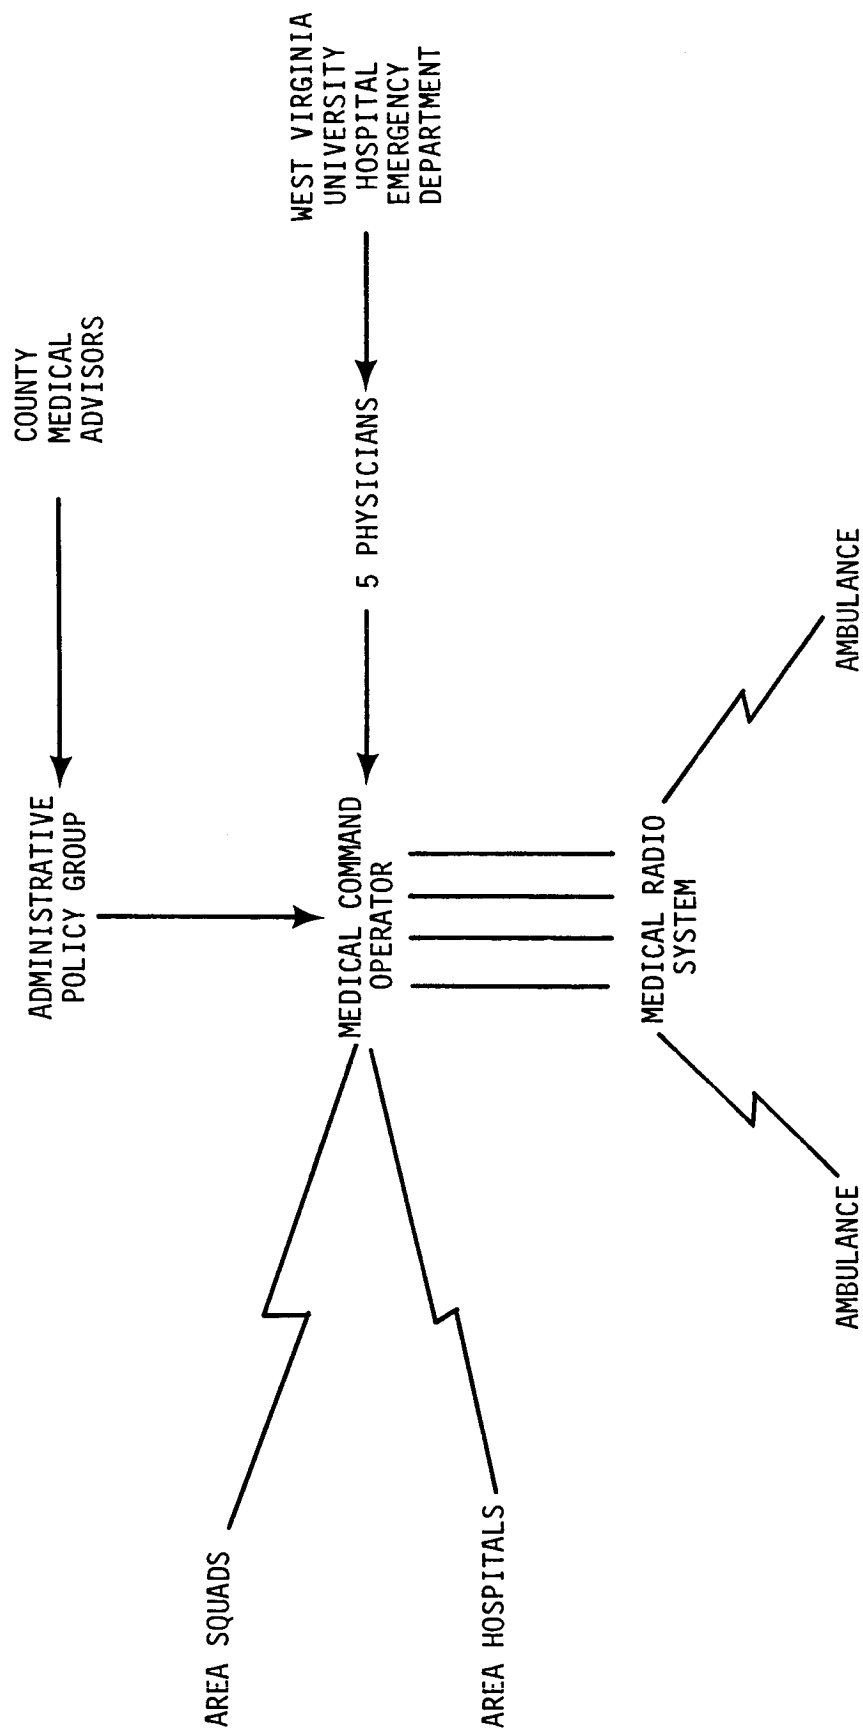 COUNTY
MEDICAL
ADVISORS
ADMINISTRATIVE
POLICY GROUP
WEST VIRGINIA
UNIVERSITY
HOSPITAL
EMERGENCY
DEPARTMENT
5 PHYSICIANS
MEDICAL COMMAND
OPERATOR
AREA SQUADS
AREA HOSPITALS
MEDICAL RADIO
SYSTEM
AMBULANCE
AMBULANCE